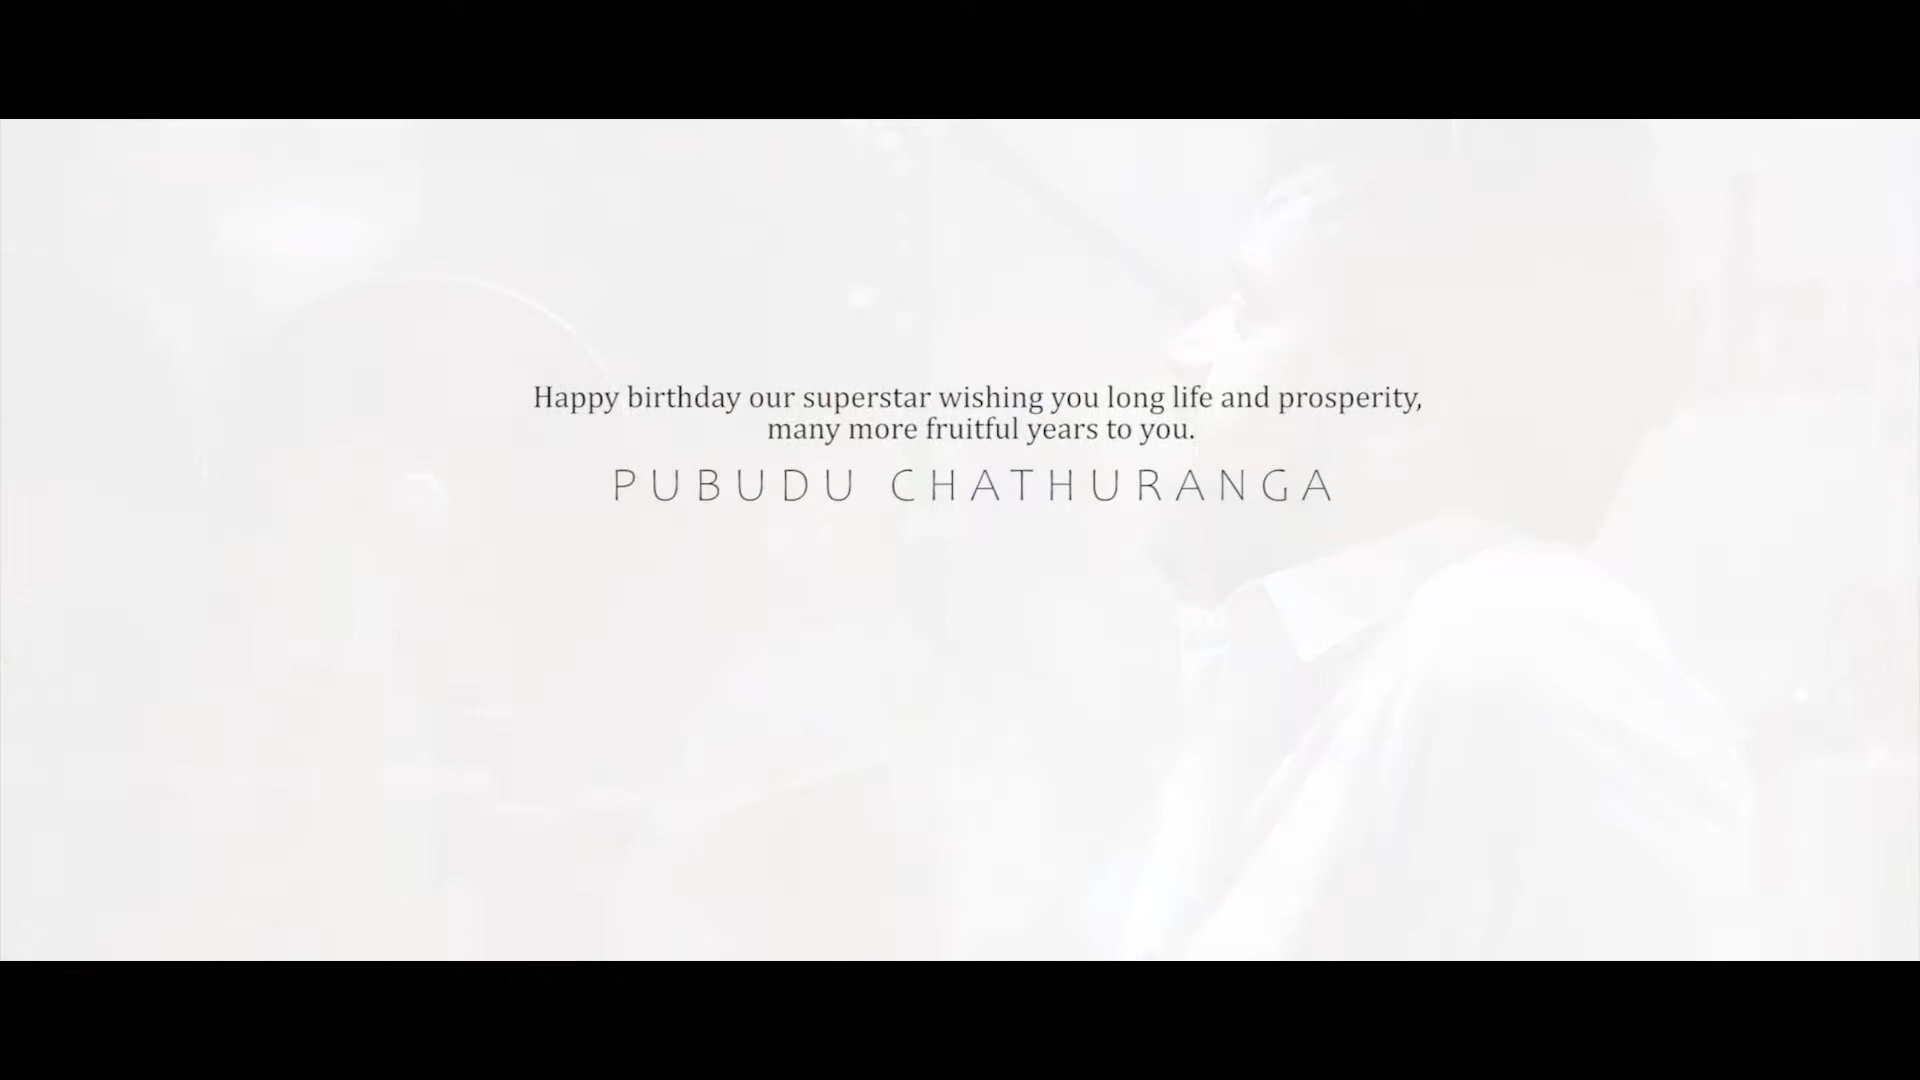 Happy birthday our superstar wishing you long life and prosperity,
many more fruitful years to you.
PUBUDU CHATHURANGA